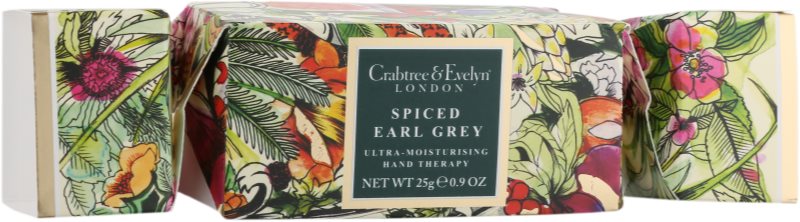 Crabtree & Evelyn®
LONDON
SPICED
EARL GREY
ULTRA-MOISTURISING
HAND THERAPY
NET WT 25g ℮ 0.9 OZ